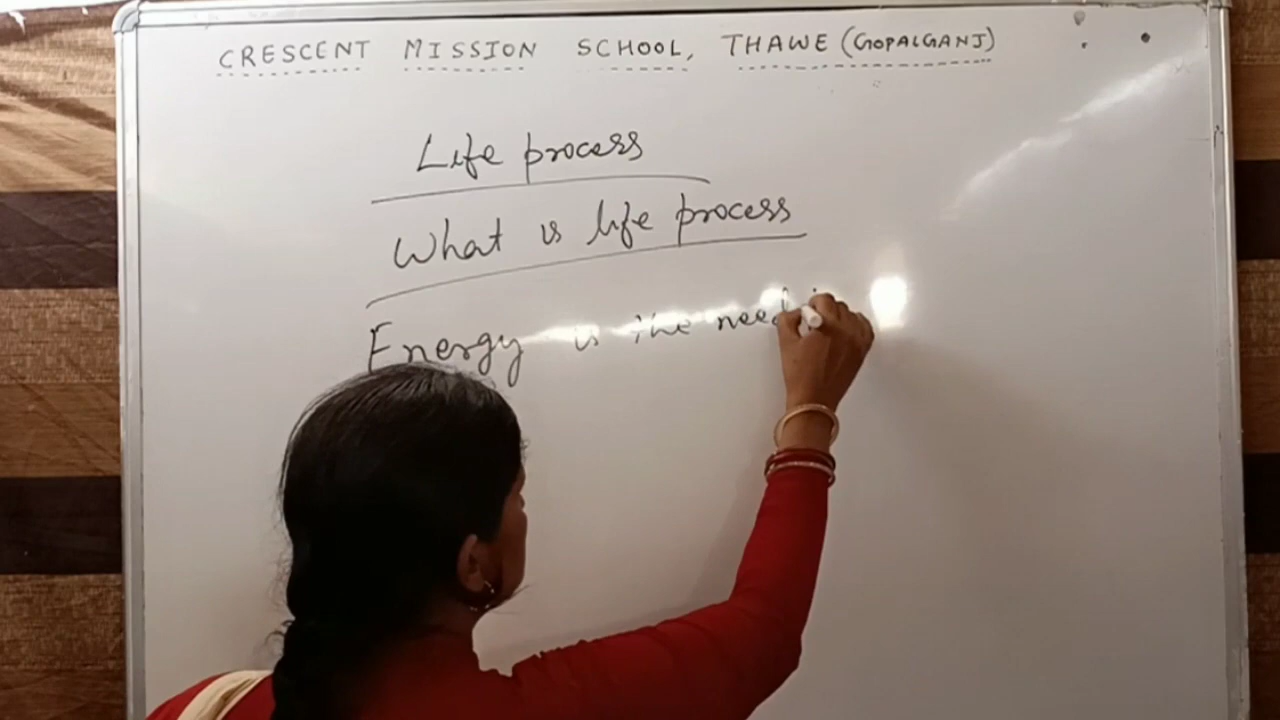 CRESCENT MISSION SCHOOL, THAWE (GOPALGANJ)
Life process
What is life process
Energy is the need